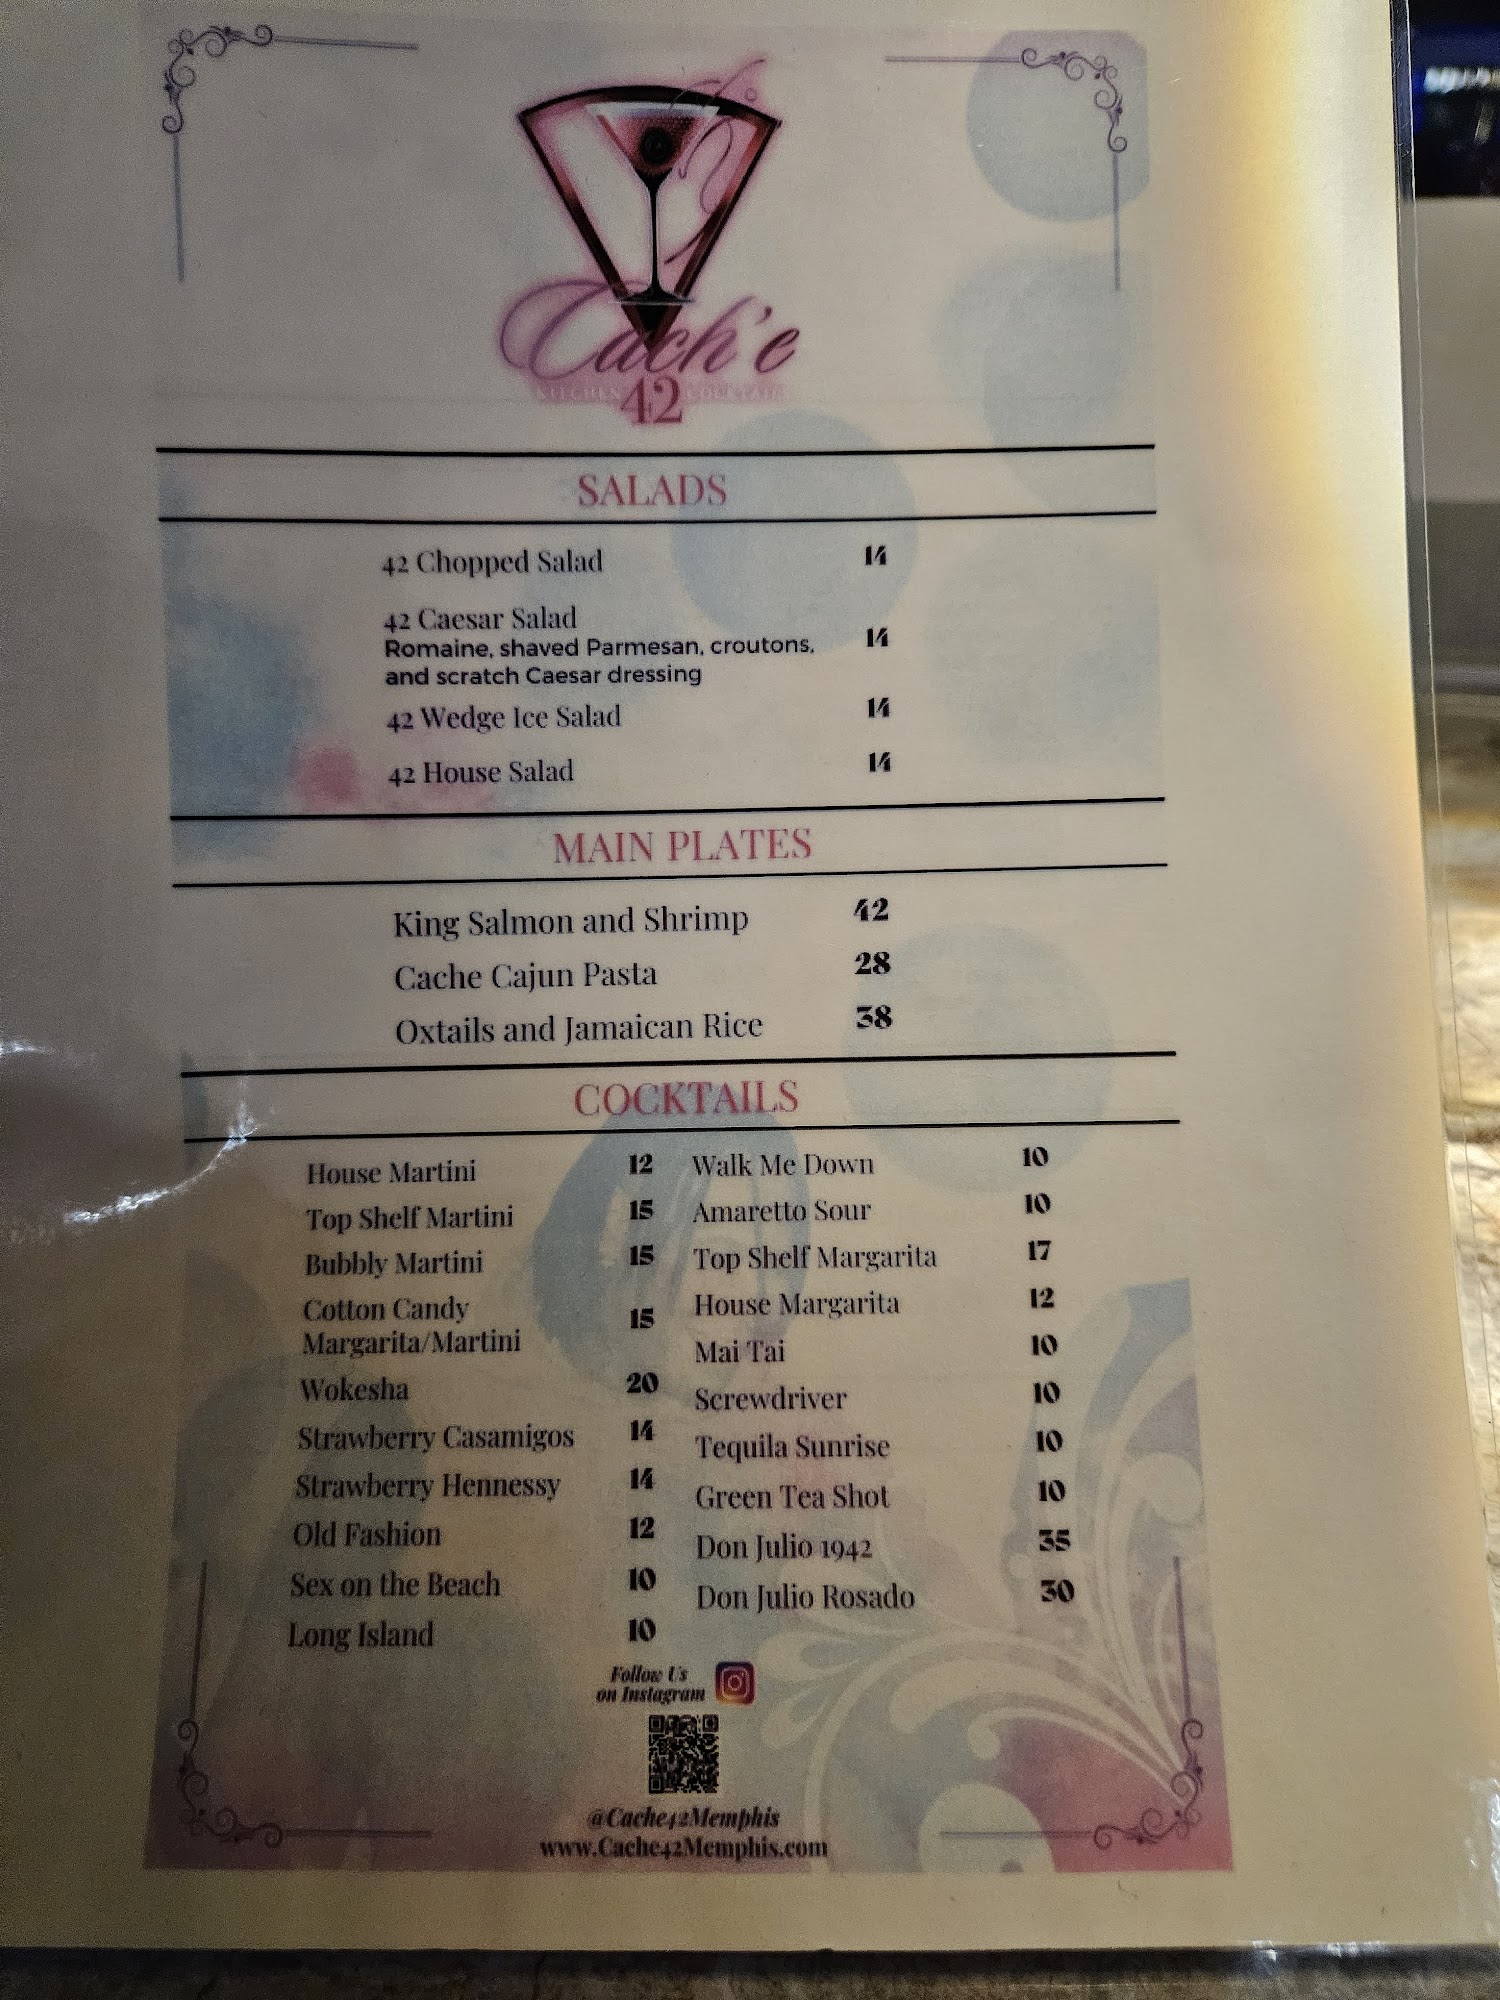 Cach'e
KITCHEN 42 COCKTAIL
SALADS
42 Chopped Salad 14
42 Caesar Salad
Romaine, shaved Parmesan, croutons, 14
and scratch Caesar dressing
42 Wedge Ice Salad 14
42 House Salad 14
MAIN PLATES
King Salmon and Shrimp 42
Cache Cajun Pasta 28
Oxtails and Jamaican Rice 38
COCKTAILS
House Martini 12
Top Shelf Martini 15
Bubbly Martini 15
Cotton Candy
Margarita/Martini 15
Wokesha 20
Strawberry Casamigos 14
Strawberry Hennessy 14
Old Fashion 12
Sex on the Beach 10
Long Island 10
Walk Me Down 10
Amaretto Sour 10
Top Shelf Margarita 17
House Margarita 12
Mai Tai 10
Screwdriver 10
Tequila Sunrise 10
Green Tea Shot 10
Don Julio 1942 35
Don Julio Rosado 30
Follow Us
on Instagram
@Cache42Memphis
www.Cache42Memphis.com